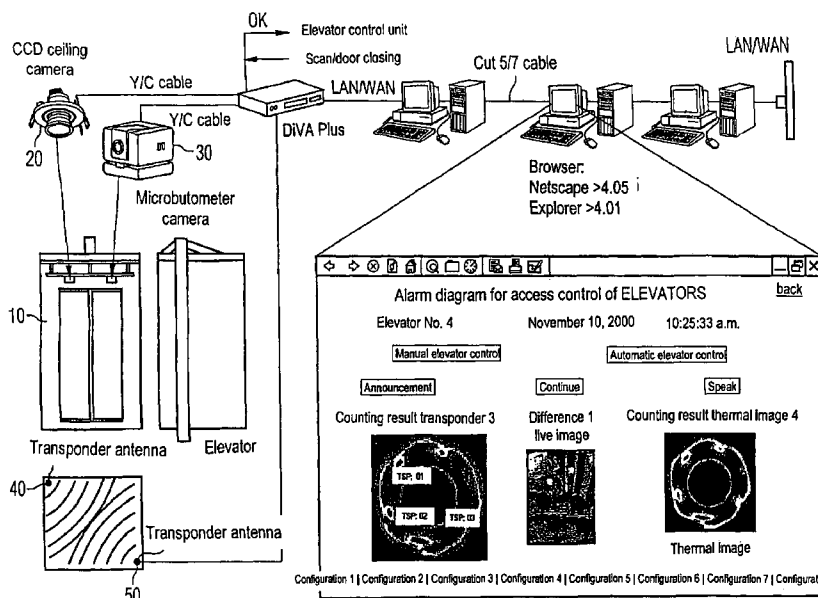 OK
Elevator control unit
Scan/door closing
CCD ceiling
camera
Y/C cable
Y/C cable
20
30
DiVA Plus
LAN/WAN
Cut 5/7 cable
LAN/WAN
Microbutometer
camera
Browser:
Netscape >4.05
Explorer >4.01
10
Transponder antenna
Elevator
40
Transponder antenna
50
back
Alarm diagram for access control of ELEVATORS
Elevator No. 4 November 10, 2000 10:25:33 a.m.
Manual elevator control Automatic elevator control
Announcement Continue Speak
Counting result transponder 3
Difference 1
live image
Counting result thermal image 4
TSP: 01
TSP: 02
TSP: 03
Thermal Image
Configuration 1 | Configuration 2 | Configuration 3 | Configuration 4 | Configuration 5 | Configuration 6 | Configuration 7 | Configurat